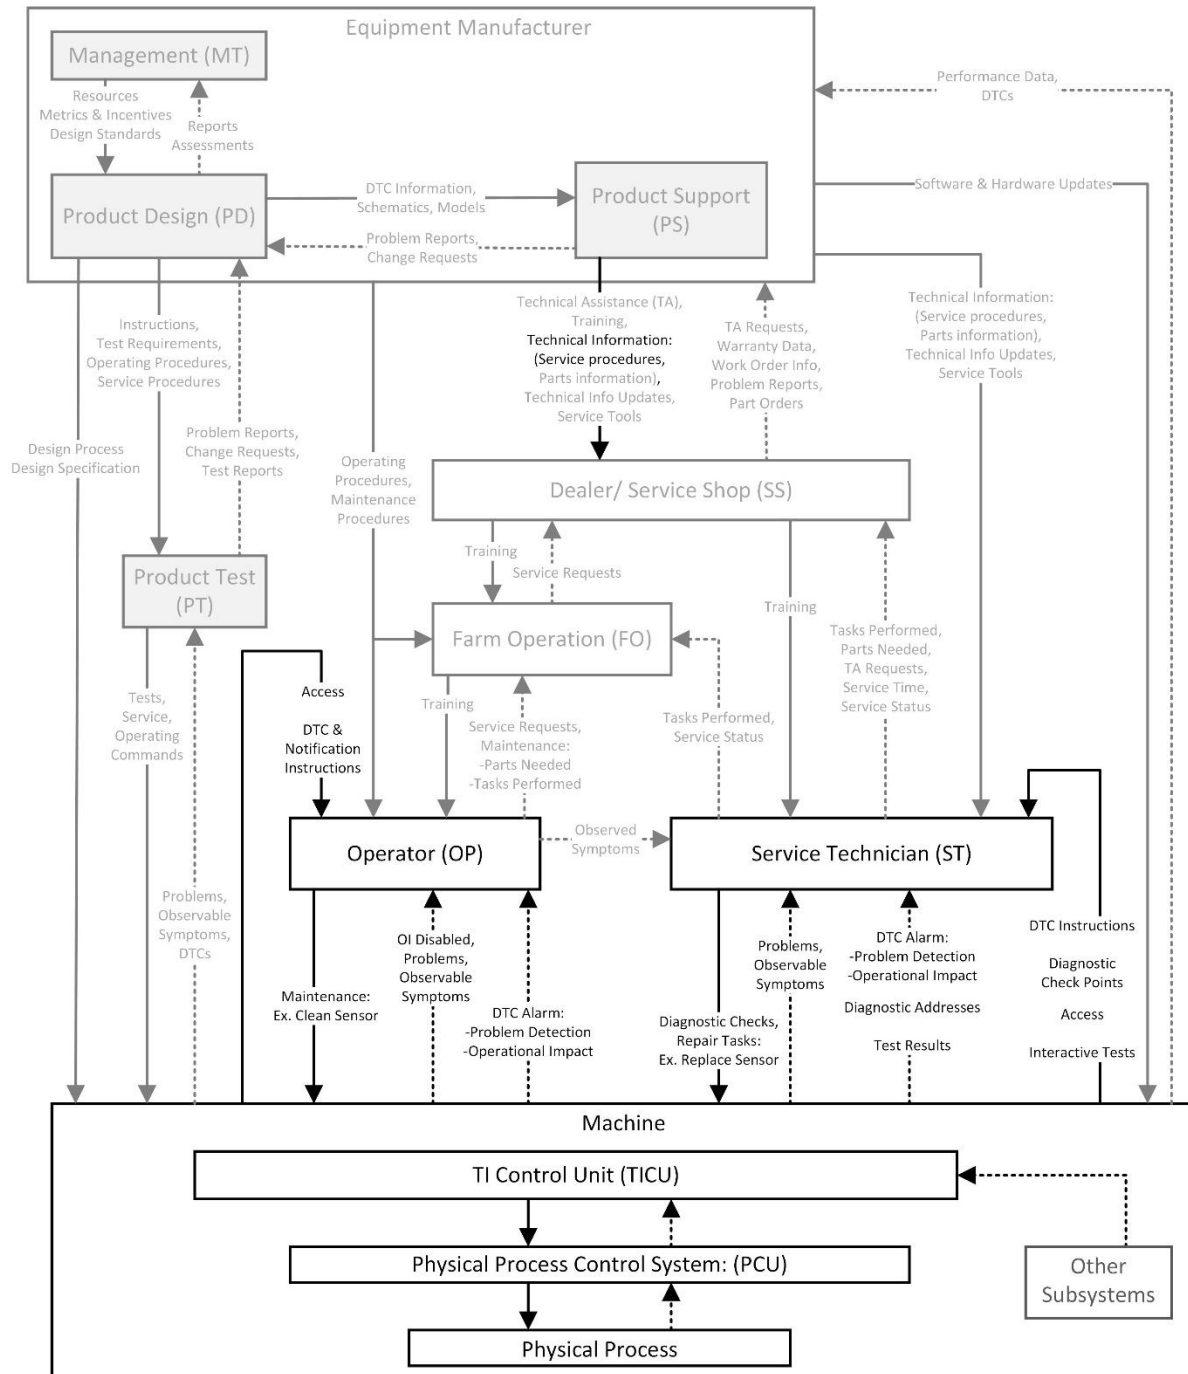 Equipment Manufacturer
Management (MT)
Resources
Metrics & Incentives
Design Standards
Reports
Assessments
Performance Data,
DTCs
Product Design (PD)
DTC Information,
Schematics, Models
Product Support
(PS)
Software & Hardware Updates
Problem Reports,
Change Requests
Instructions,
Test Requirements,
Operating Procedures,
Service Procedures
Technical Assistance (TA),
Training,
Technical Information:
(Service procedures,
Parts information),
Technical Info Updates,
Service Tools
TA Requests,
Warranty Data,
Work Order Info,
Problem Reports,
Part Orders
Technical Information:
(Service procedures,
Parts information),
Technical Info Updates,
Service Tools
Design Process
Design Specification
Problem Reports,
Change Requests,
Test Reports
Operating
Procedures,
Maintenance
Procedures
Dealer/ Service Shop (SS)
Training
Service Requests
Training
Product Test
(PT)
Farm Operation (FO)
Tasks Performed,
Parts Needed,
TA Requests,
Service Time,
Service Status
Tests,
Service,
Operating
Commands
Access
DTC &
Notification
Instructions
Training
Service Requests,
Maintenance:
-Parts Needed
-Tasks Performed
Tasks Performed,
Service Status
Operator (OP)
Observed
Symptoms
Service Technician (ST)
Problems,
Observable
Symptoms,
DTCs
Maintenance:
Ex. Clean Sensor
OI Disabled,
Problems,
Observable
Symptoms
DTC Alarm:
-Problem Detection
-Operational Impact
Diagnostic Checks,
Repair Tasks:
Ex. Replace Sensor
Problems,
Observable
Symptoms
DTC Alarm:
-Problem Detection
-Operational Impact
Diagnostic Addresses
Test Results
DTC Instructions
Diagnostic
Check Points
Access
Interactive Tests
Machine
TI Control Unit (TICU)
Physical Process Control System: (PCU)
Other
Subsystems
Physical Process